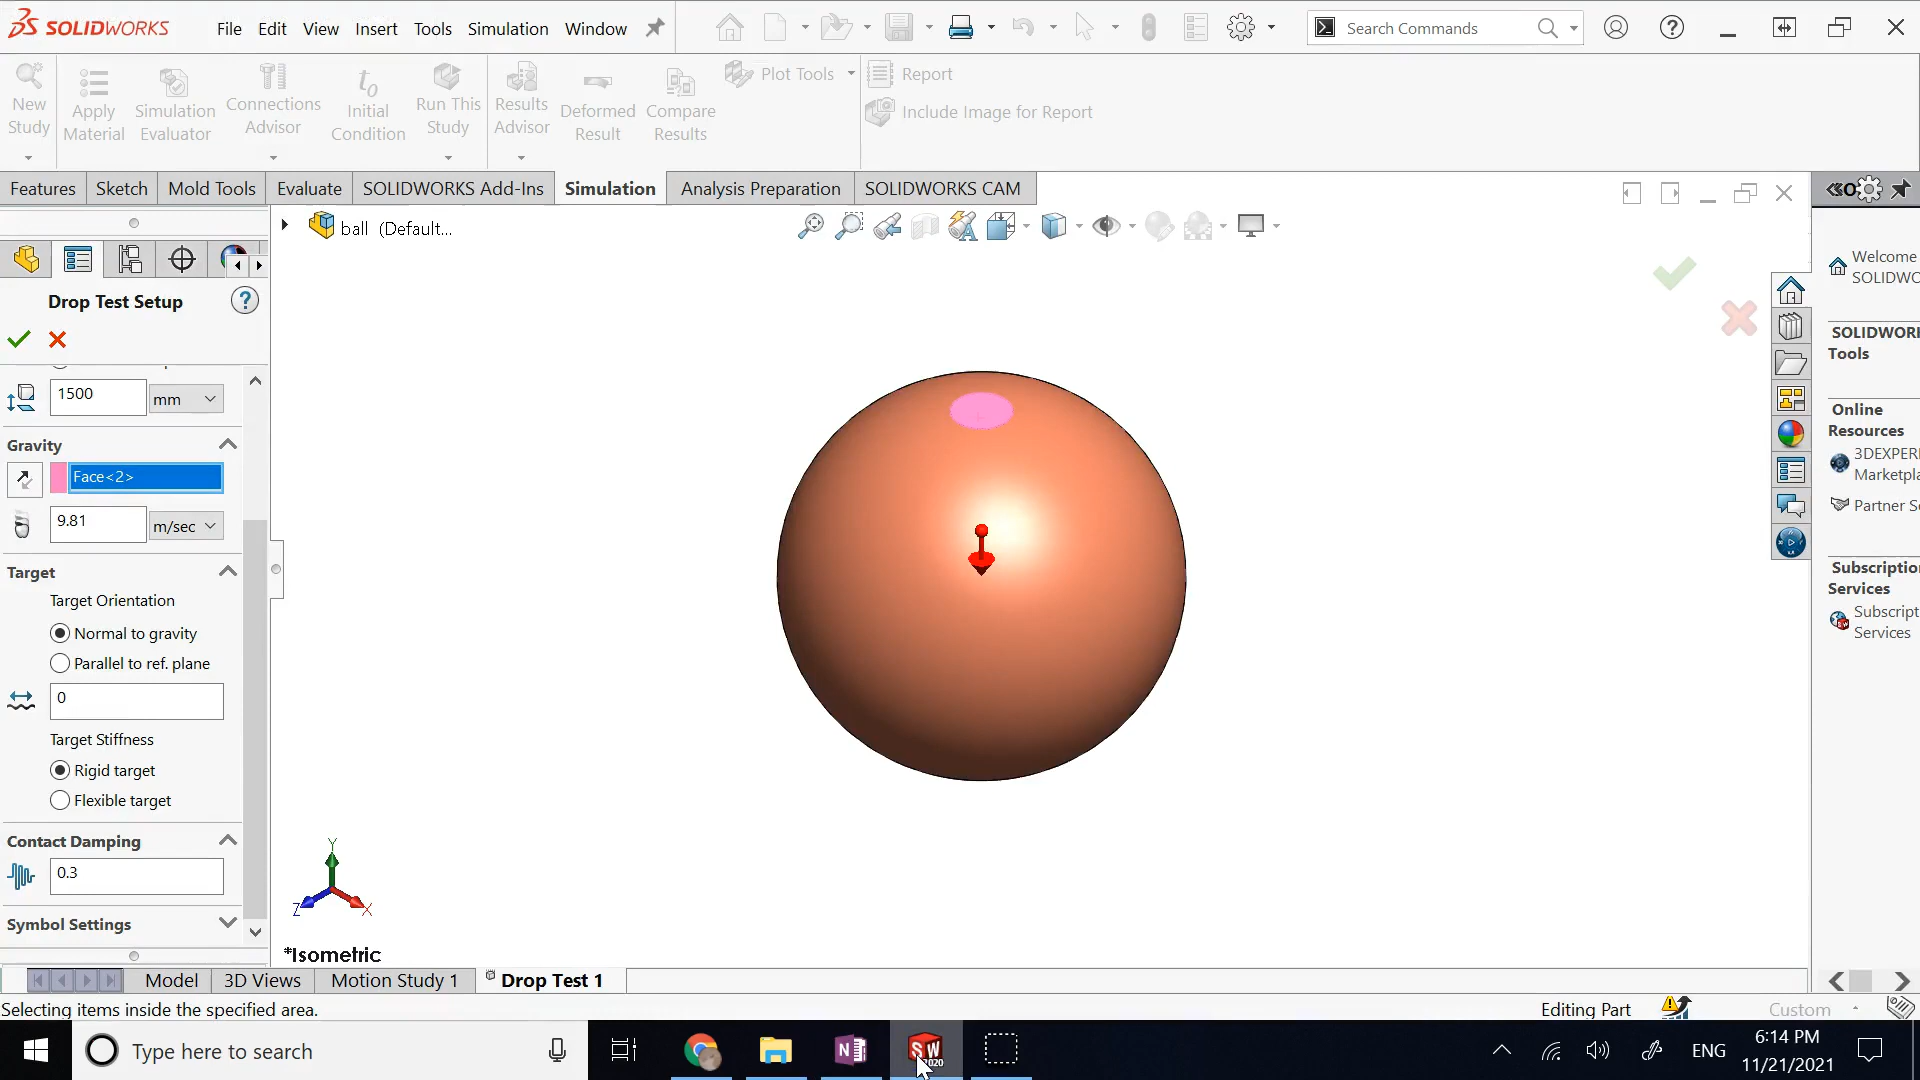 SOLIDWORKS File Edit View Insert Tools Simulation Window Search Commands
New Study
Apply Material
Simulation Evaluator
Connections Advisor
Initial Condition
Run This Study
Results Advisor
Deformed Result
Compare Results
Plot Tools
Report
Include Image for Report
Features Sketch Mold Tools Evaluate SOLIDWORKS Add-Ins Simulation Analysis Preparation SOLIDWORKS CAM
ball (Default...
Drop Test Setup
1500 mm
Gravity
Face<2>
9.81 m/sec
Target
Target Orientation
Normal to gravity
Parallel to ref. plane
0
Target Stiffness
Rigid target
Flexible target
Contact Damping
0.3
Symbol Settings
Y
Z
X
*Isometric
Welcome
SOLIDWO
SOLIDWOR
Tools
Online
Resources
3DEXPERI
Marketpla
Partner So
Subscriptio
Services
Subscript
Services
Model 3D Views Motion Study 1 Drop Test 1
Selecting items inside the specified area.
Editing Part Custom
Type here to search
N
SW
2020
ENG
6:14 PM
11/21/2021